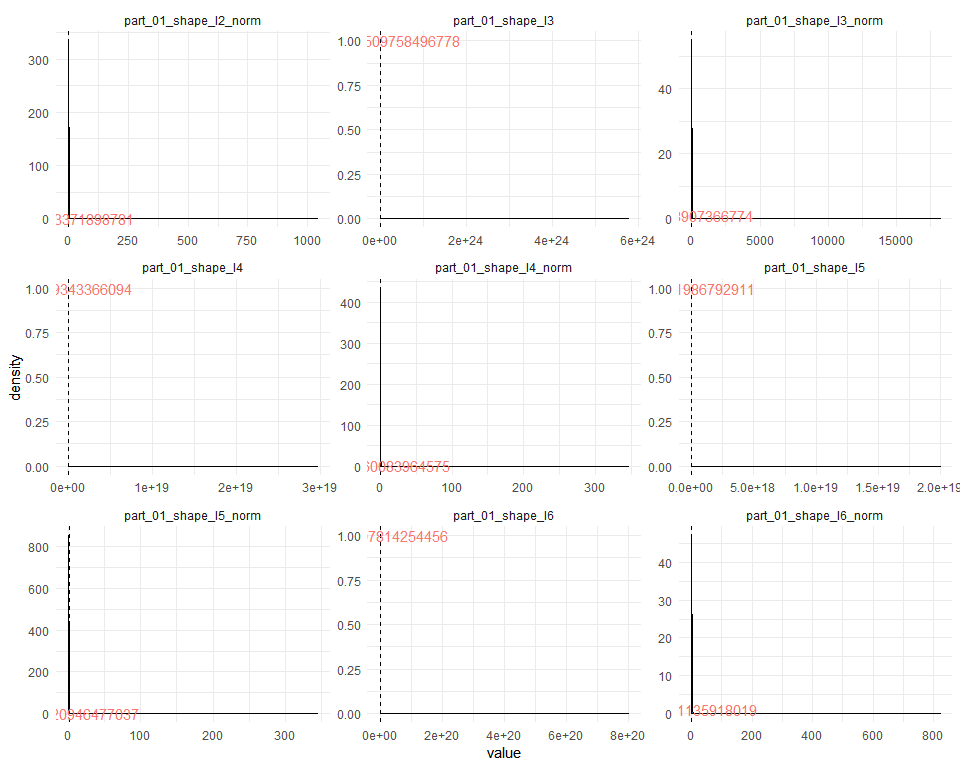 part_01_shape_l2_norm
part_01_shape_l3
part_01_shape_l3_norm
300
200
100
0
0 250 500 750 1000
1.00
0.75
0.50
0.25
0.00
0e+00 2e+24 4e+24 6e+24
509758496778
40
20
0
0 5000 10000 15000
907366774
part_01_shape_l4
part_01_shape_l4_norm
part_01_shape_l5
density
1.00
0.75
0.50
0.25
0.00
0e+00 1e+19 2e+19 3e+19
9343366094
400
300
200
100
0
0 100 200 300
1.00
0.75
0.50
0.25
0.00
0.0e+00 5.0e+18 1.0e+19 1.5e+19 2.0e+19
1986792911
part_01_shape_l5_norm
part_01_shape_l6
part_01_shape_l6_norm
800
600
400
200
0
0 100 200 300
1.00
0.75
0.50
0.25
0.00
0e+00 2e+20 4e+20 6e+20 8e+20
7814254456
40
30
20
10
0
0 200 400 600 800
1135918019
value